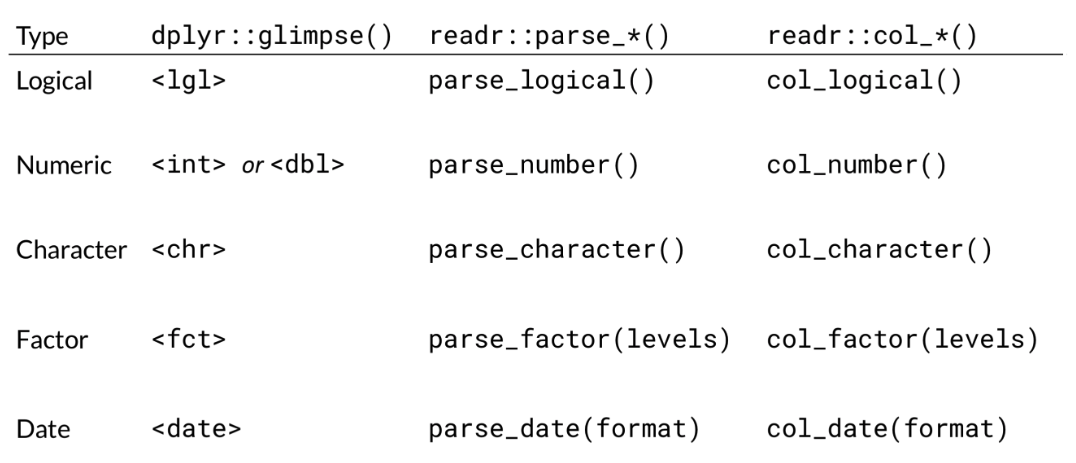 Type dplyr::glimpse() readr::parse_*() readr::col_*()
Logical <lgl> parse_logical() col_logical()
Numeric <int> or <dbl> parse_number() col_number()
Character <chr> parse_character() col_character()
Factor <fct> parse_factor(levels) col_factor(levels)
Date <date> parse_date(format) col_date(format)